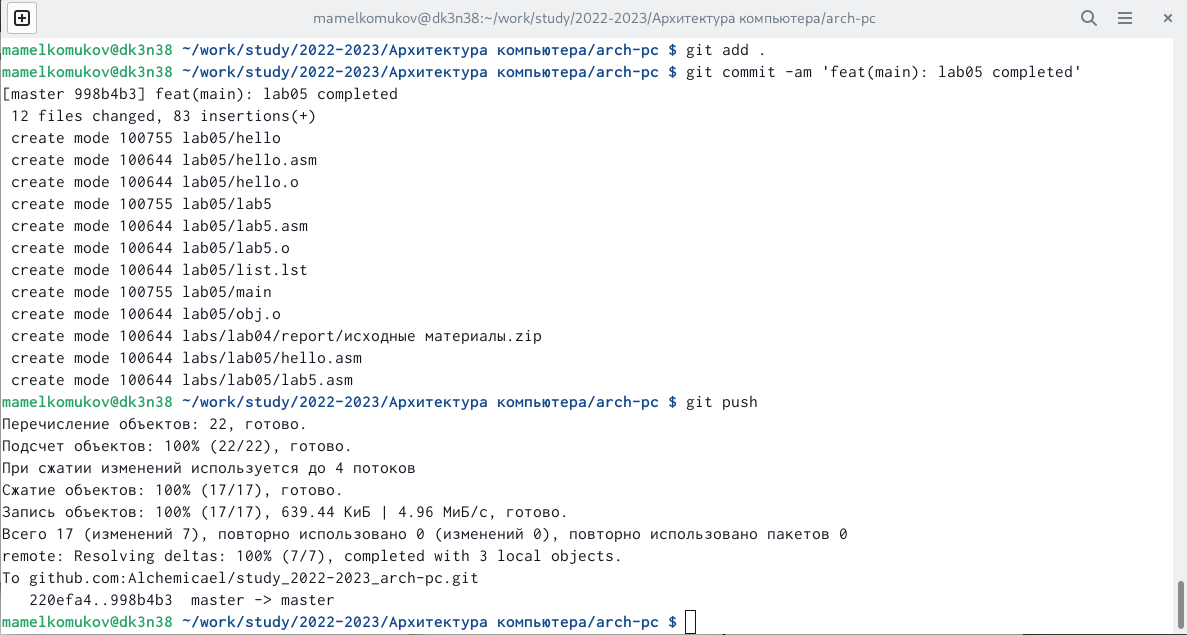 mamelkomukov@dk3n38:~/work/study/2022-2023/Архитектура компьютера/arch-pc
mamelkomukov@dk3n38 ~/work/study/2022-2023/Архитектура компьютера/arch-pc $ git add .
mamelkomukov@dk3n38 ~/work/study/2022-2023/Архитектура компьютера/arch-pc $ git commit -am 'feat(main): lab05 completed'
[master 998b4b3] feat(main): lab05 completed
 12 files changed, 83 insertions(+)
 create mode 100755 lab05/hello
 create mode 100644 lab05/hello.asm
 create mode 100644 lab05/hello.o
 create mode 100755 lab05/lab5
 create mode 100644 lab05/lab5.asm
 create mode 100644 lab05/lab5.o
 create mode 100644 lab05/list.lst
 create mode 100755 lab05/main
 create mode 100644 lab05/obj.o
 create mode 100644 labs/lab04/report/исходные материалы.zip
 create mode 100644 labs/lab05/hello.asm
 create mode 100644 labs/lab05/lab5.asm
mamelkomukov@dk3n38 ~/work/study/2022-2023/Архитектура компьютера/arch-pc $ git push
Перечисление объектов: 22, готово.
Подсчет объектов: 100% (22/22), готово.
При сжатии изменений используется до 4 потоков
Сжатие объектов: 100% (17/17), готово.
Запись объектов: 100% (17/17), 639.44 КиБ | 4.96 МиБ/с, готово.
Всего 17 (изменений 7), повторно использовано 0 (изменений 0), повторно использовано пакетов 0
remote: Resolving deltas: 100% (7/7), completed with 3 local objects.
To github.com:Alchemicael/study_2022-2023_arch-pc.git
   220efa4..998b4b3  master -> master
mamelkomukov@dk3n38 ~/work/study/2022-2023/Архитектура компьютера/arch-pc $